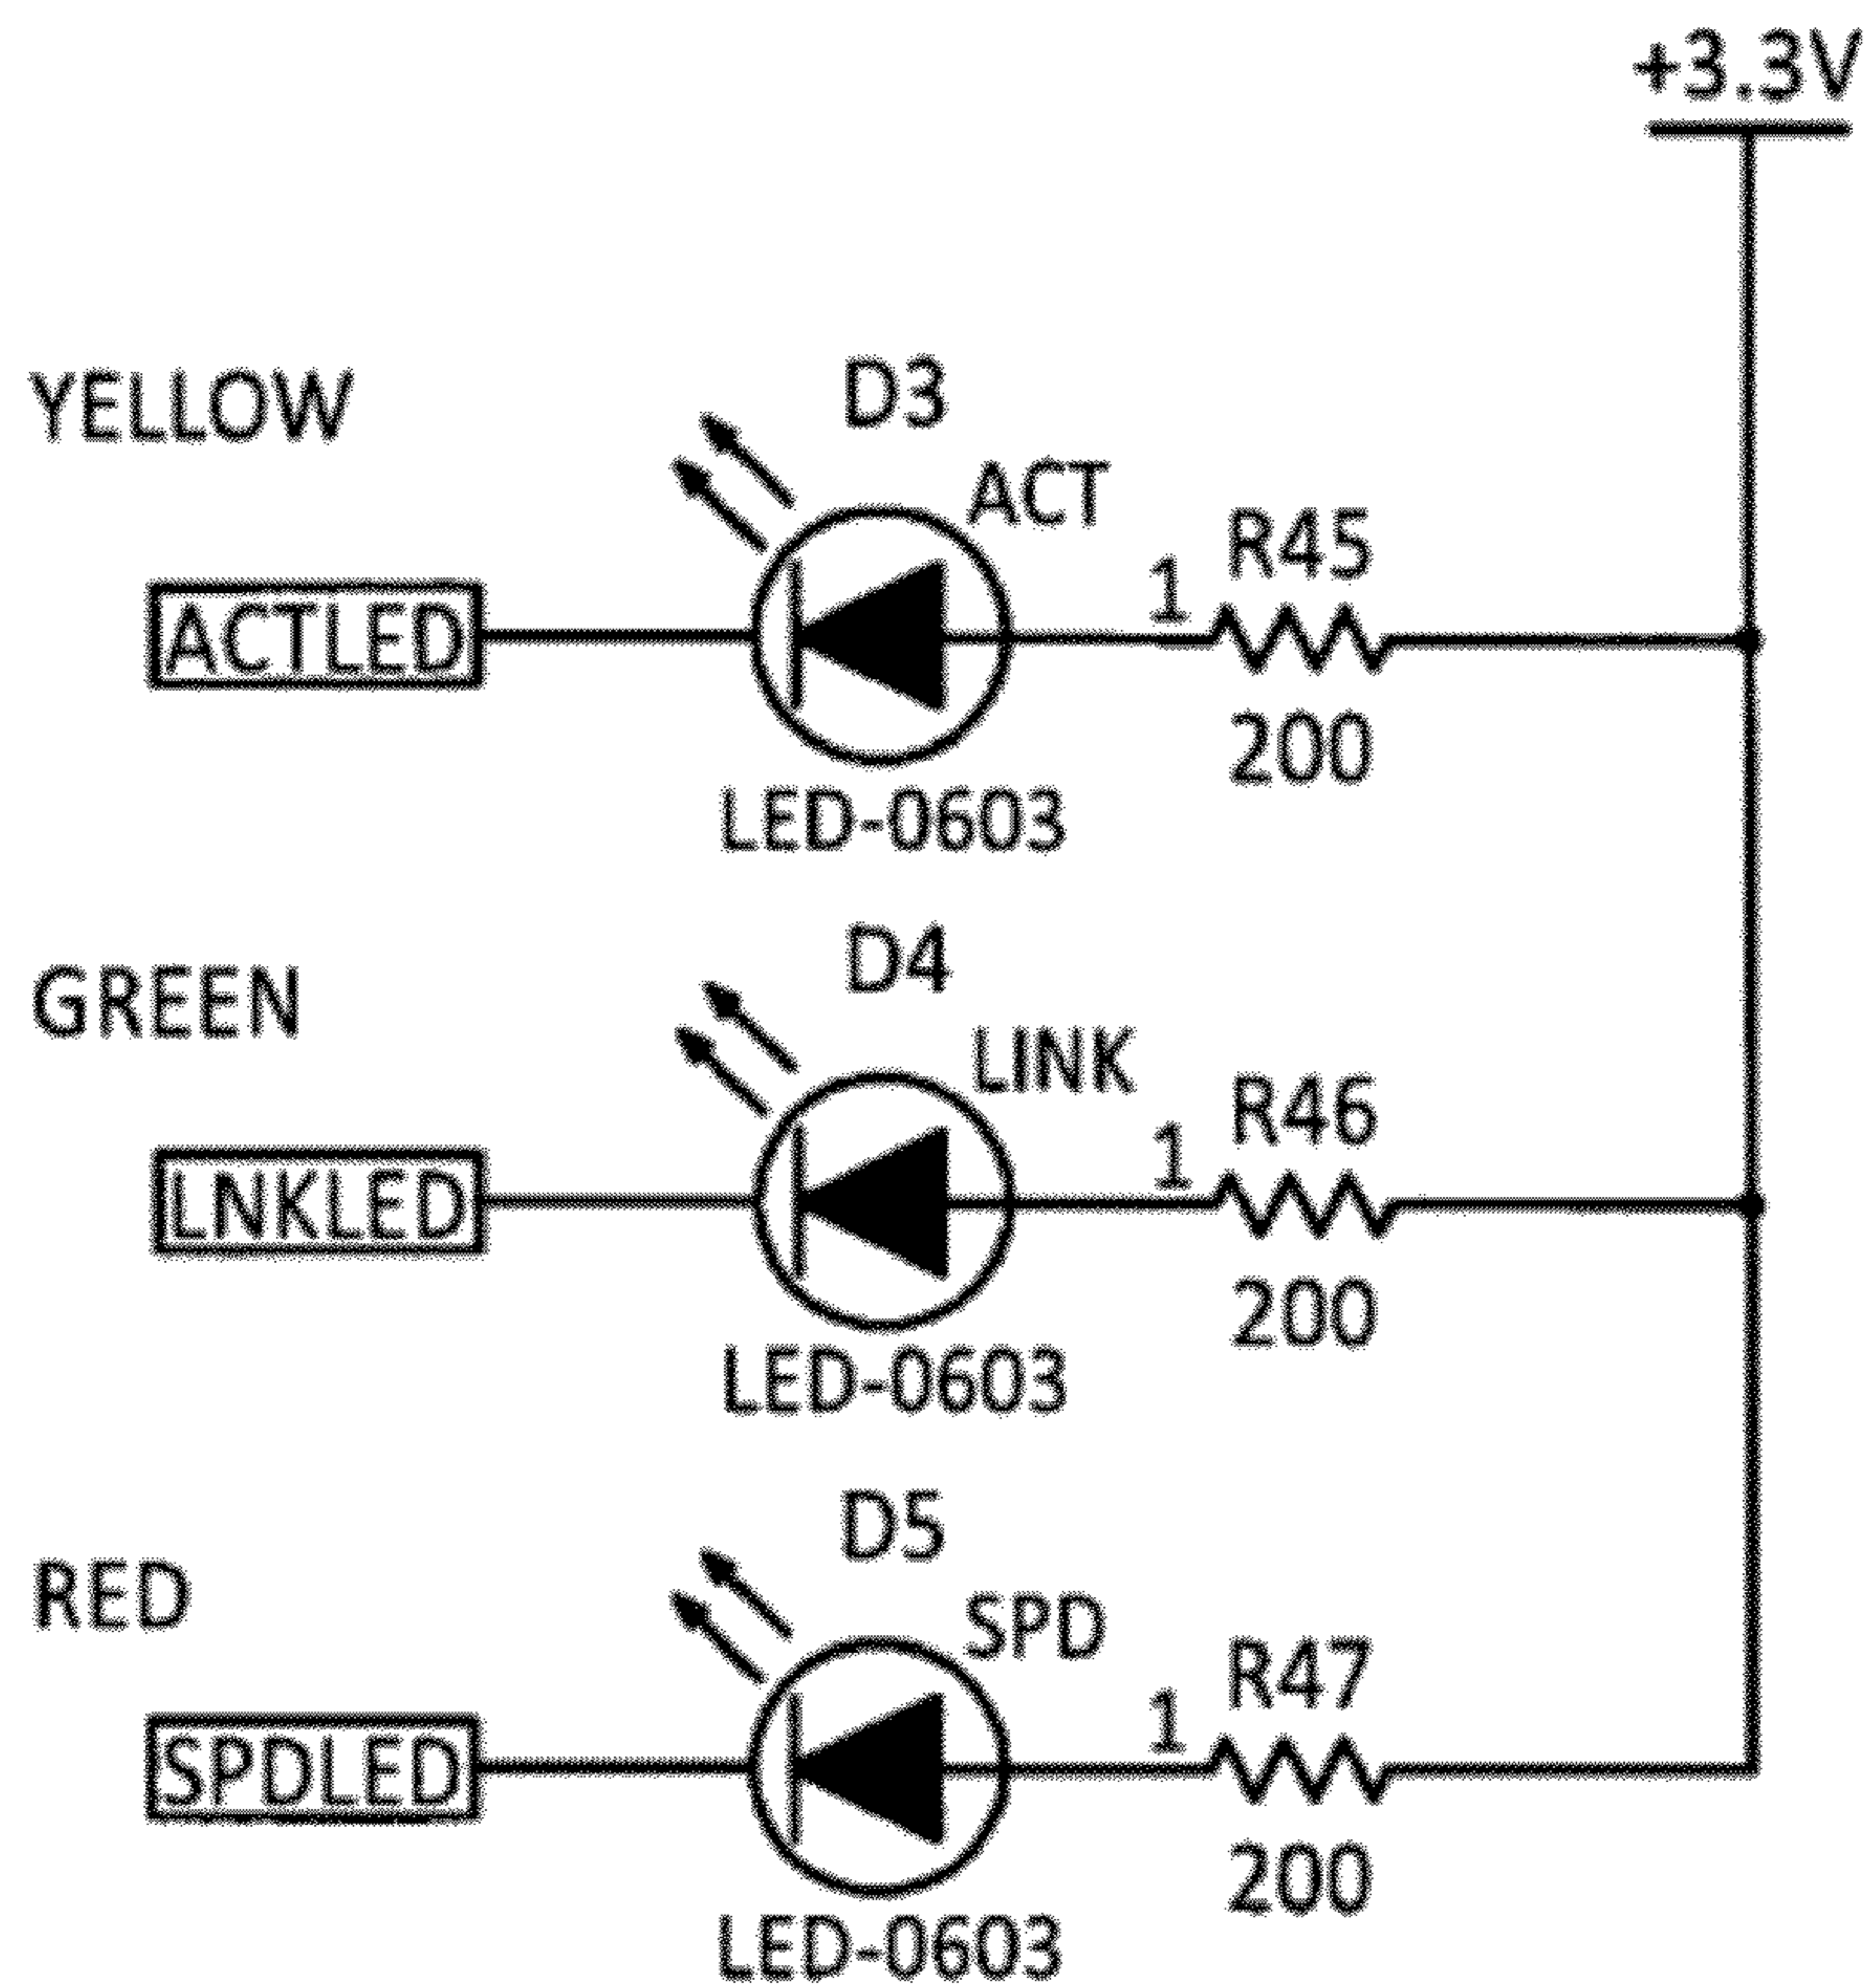 +3.3V
YELLOW
D3
ACT
ACTLED
1
R45
200
LED-0603
GREEN
D4
LINK
LNKLED
1
R46
200
LED-0603
RED
D5
SPD
SPDLED
1
R47
200
LED-0603